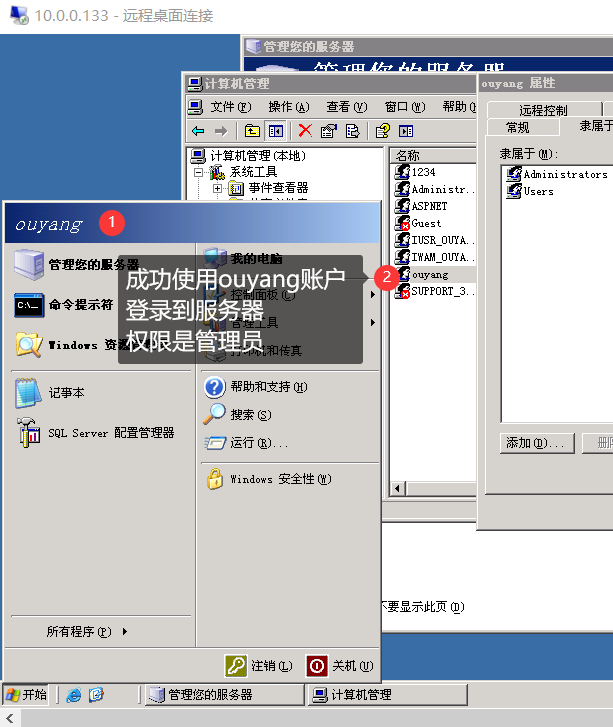 10.0.0.133 - 远程桌面连接
管理您的服务器
计算机管理
文件(F) 操作(A) 查看(V) 窗口(W) 帮助(
计算机管理(本地)
系统工具
事件查看器
名称
1234
Administr...
ASPNET
Guest
IUSR_OUYA...
IWAM_OUYA...
ouyang
SUPPORT_3...
ouyang 属性
远程控制
常规
隶属于
隶属于(M):
Administrators
Users
添加(D)...
ouyang
1
管理您的服务器
命令提示符
Windows 资源
记事本
SQL Server 配置管理器
所有程序(P)
我的电脑
控制面板(C)
管理工具
打印机和传真
帮助和支持(H)
搜索(S)
运行(R)...
Windows 安全性(W)
注销(L)
关机(U)
成功使用ouyang账户
登录到服务器
权限是管理员
2
不要显示此页(D)
开始
管理您的服务器
计算机管理